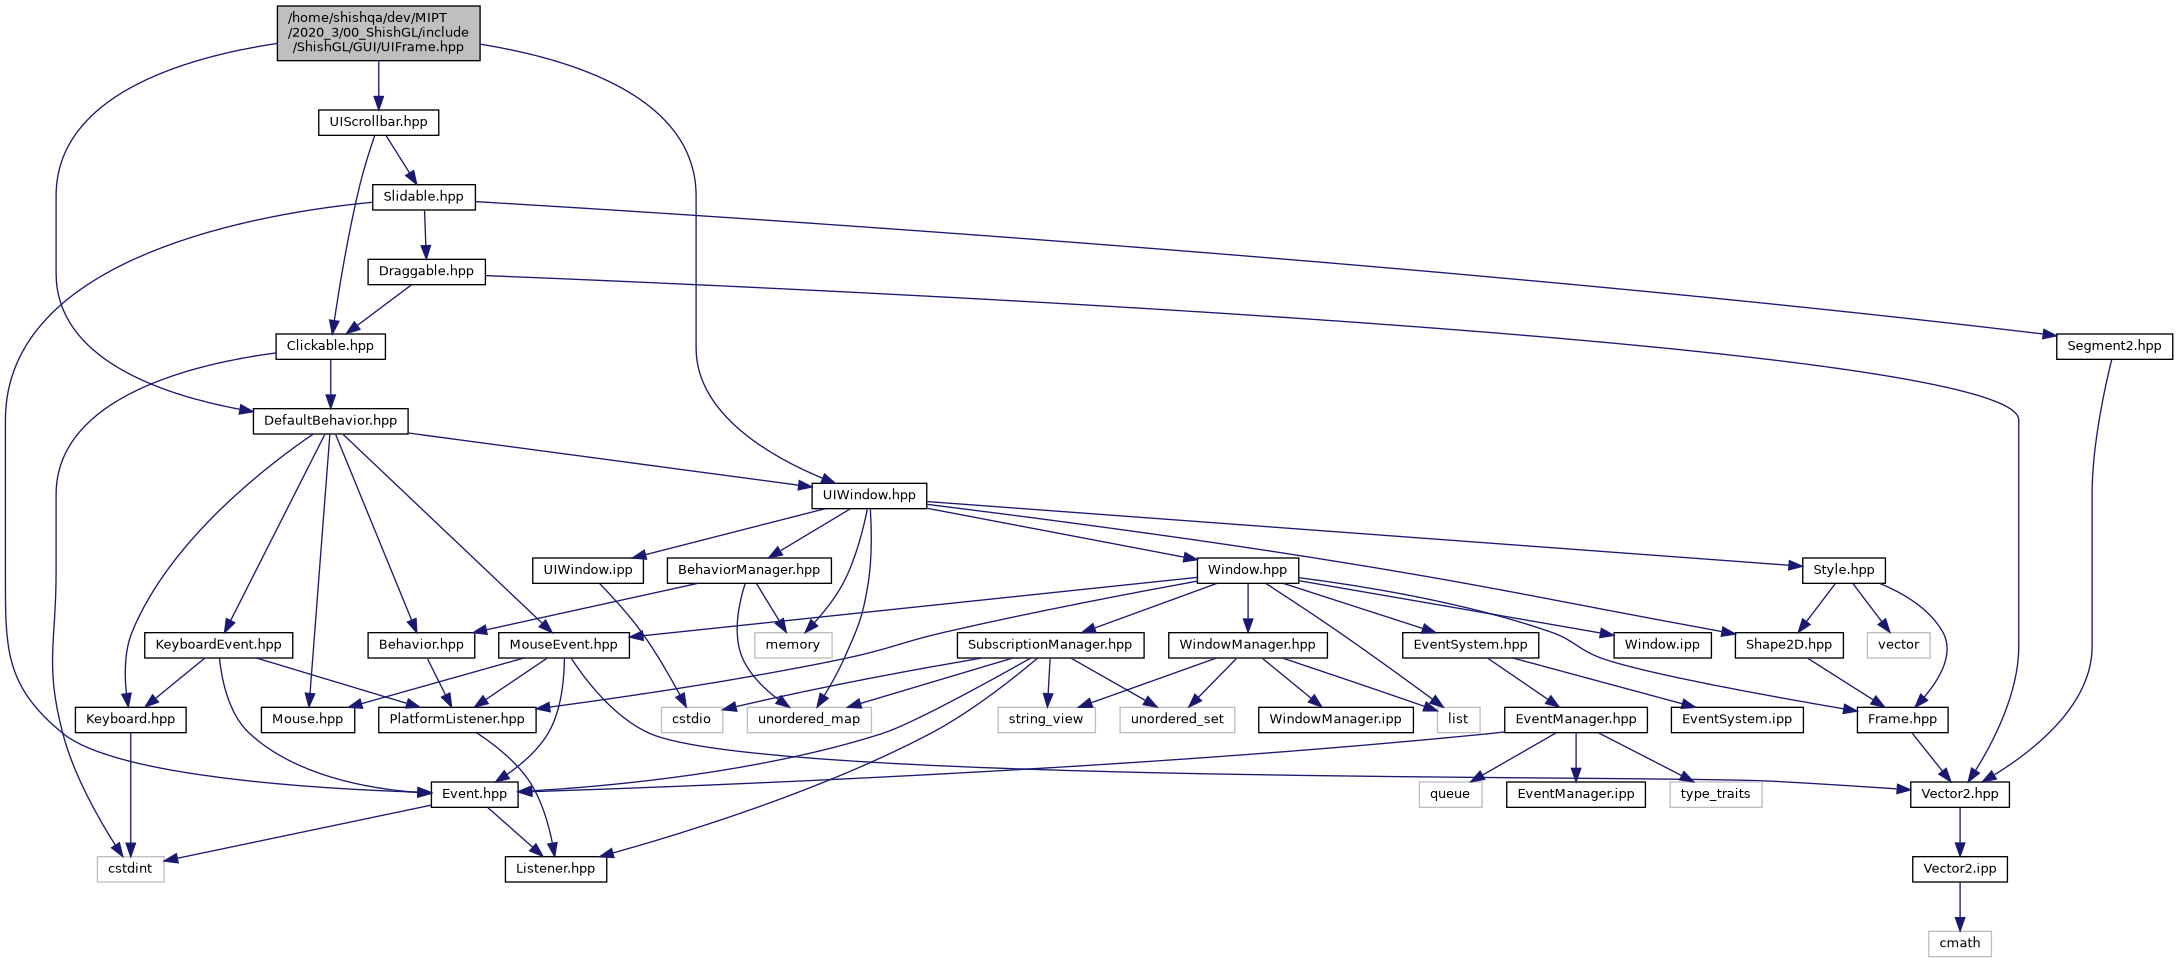 /home/shishqa/dev/MIPT
/2020_3/00_ShishGL/include
/ShishGL/GUI/UIFrame.hpp
UIScrollbar.hpp
Slidable.hpp
Draggable.hpp
Clickable.hpp
Segment2.hpp
DefaultBehavior.hpp
UIWindow.hpp
UIWindow.ipp
BehaviorManager.hpp
Window.hpp
Style.hpp
KeyboardEvent.hpp
Behavior.hpp
MouseEvent.hpp
memory
SubscriptionManager.hpp
WindowManager.hpp
EventSystem.hpp
Window.ipp
Shape2D.hpp
vector
Keyboard.hpp
Mouse.hpp
PlatformListener.hpp
cstdio
unordered_map
string_view
unordered_set
WindowManager.ipp
list
EventManager.hpp
EventSystem.ipp
Frame.hpp
Event.hpp
queue
EventManager.ipp
type_traits
Vector2.hpp
cstdint
Listener.hpp
Vector2.ipp
cmath